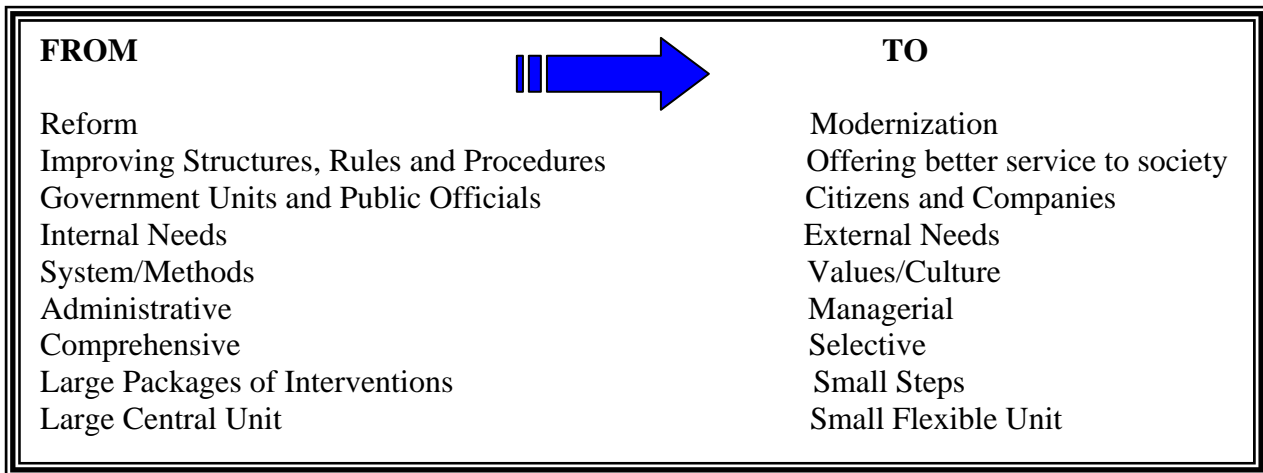 FROM TO
Reform Modernization
Improving Structures, Rules and Procedures Offering better service to society
Government Units and Public Officials Citizens and Companies
Internal Needs External Needs
System/Methods Values/Culture
Administrative Managerial
Comprehensive Selective
Large Packages of Interventions Small Steps
Large Central Unit Small Flexible Unit